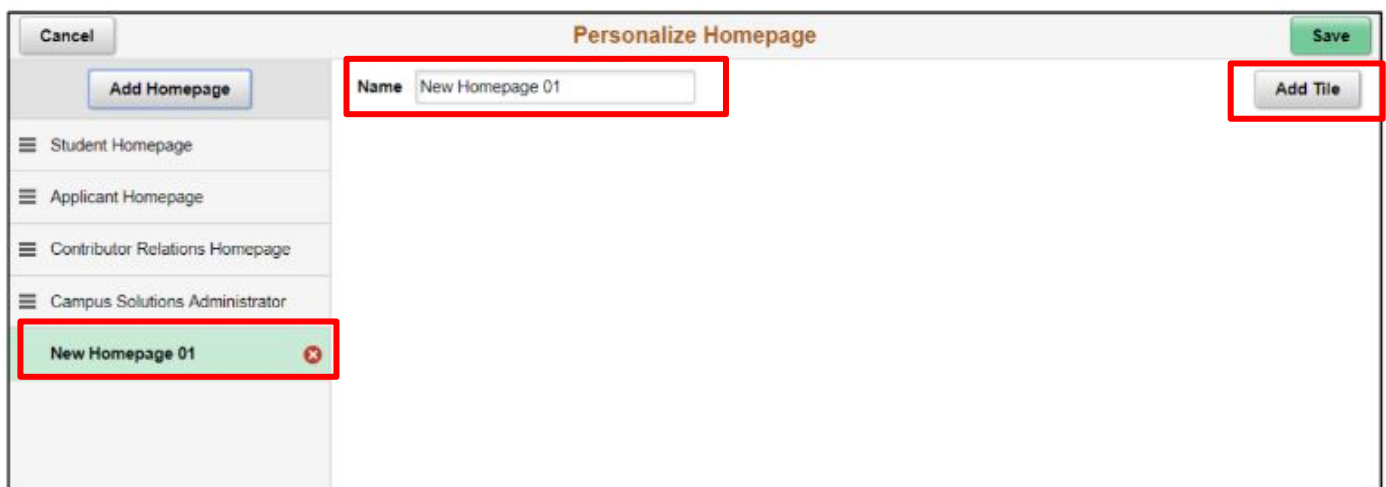 Cancel
Personalize Homepage
Save
Add Homepage
Name New Homepage 01
Add Tile
Student Homepage
Applicant Homepage
Contributor Relations Homepage
Campus Solutions Administrator
New Homepage 01